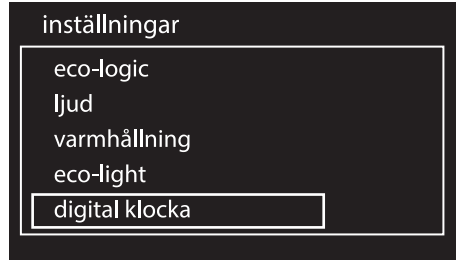 inställningar
eco-logic
ljud
varmhållning
eco-light
digital klocka